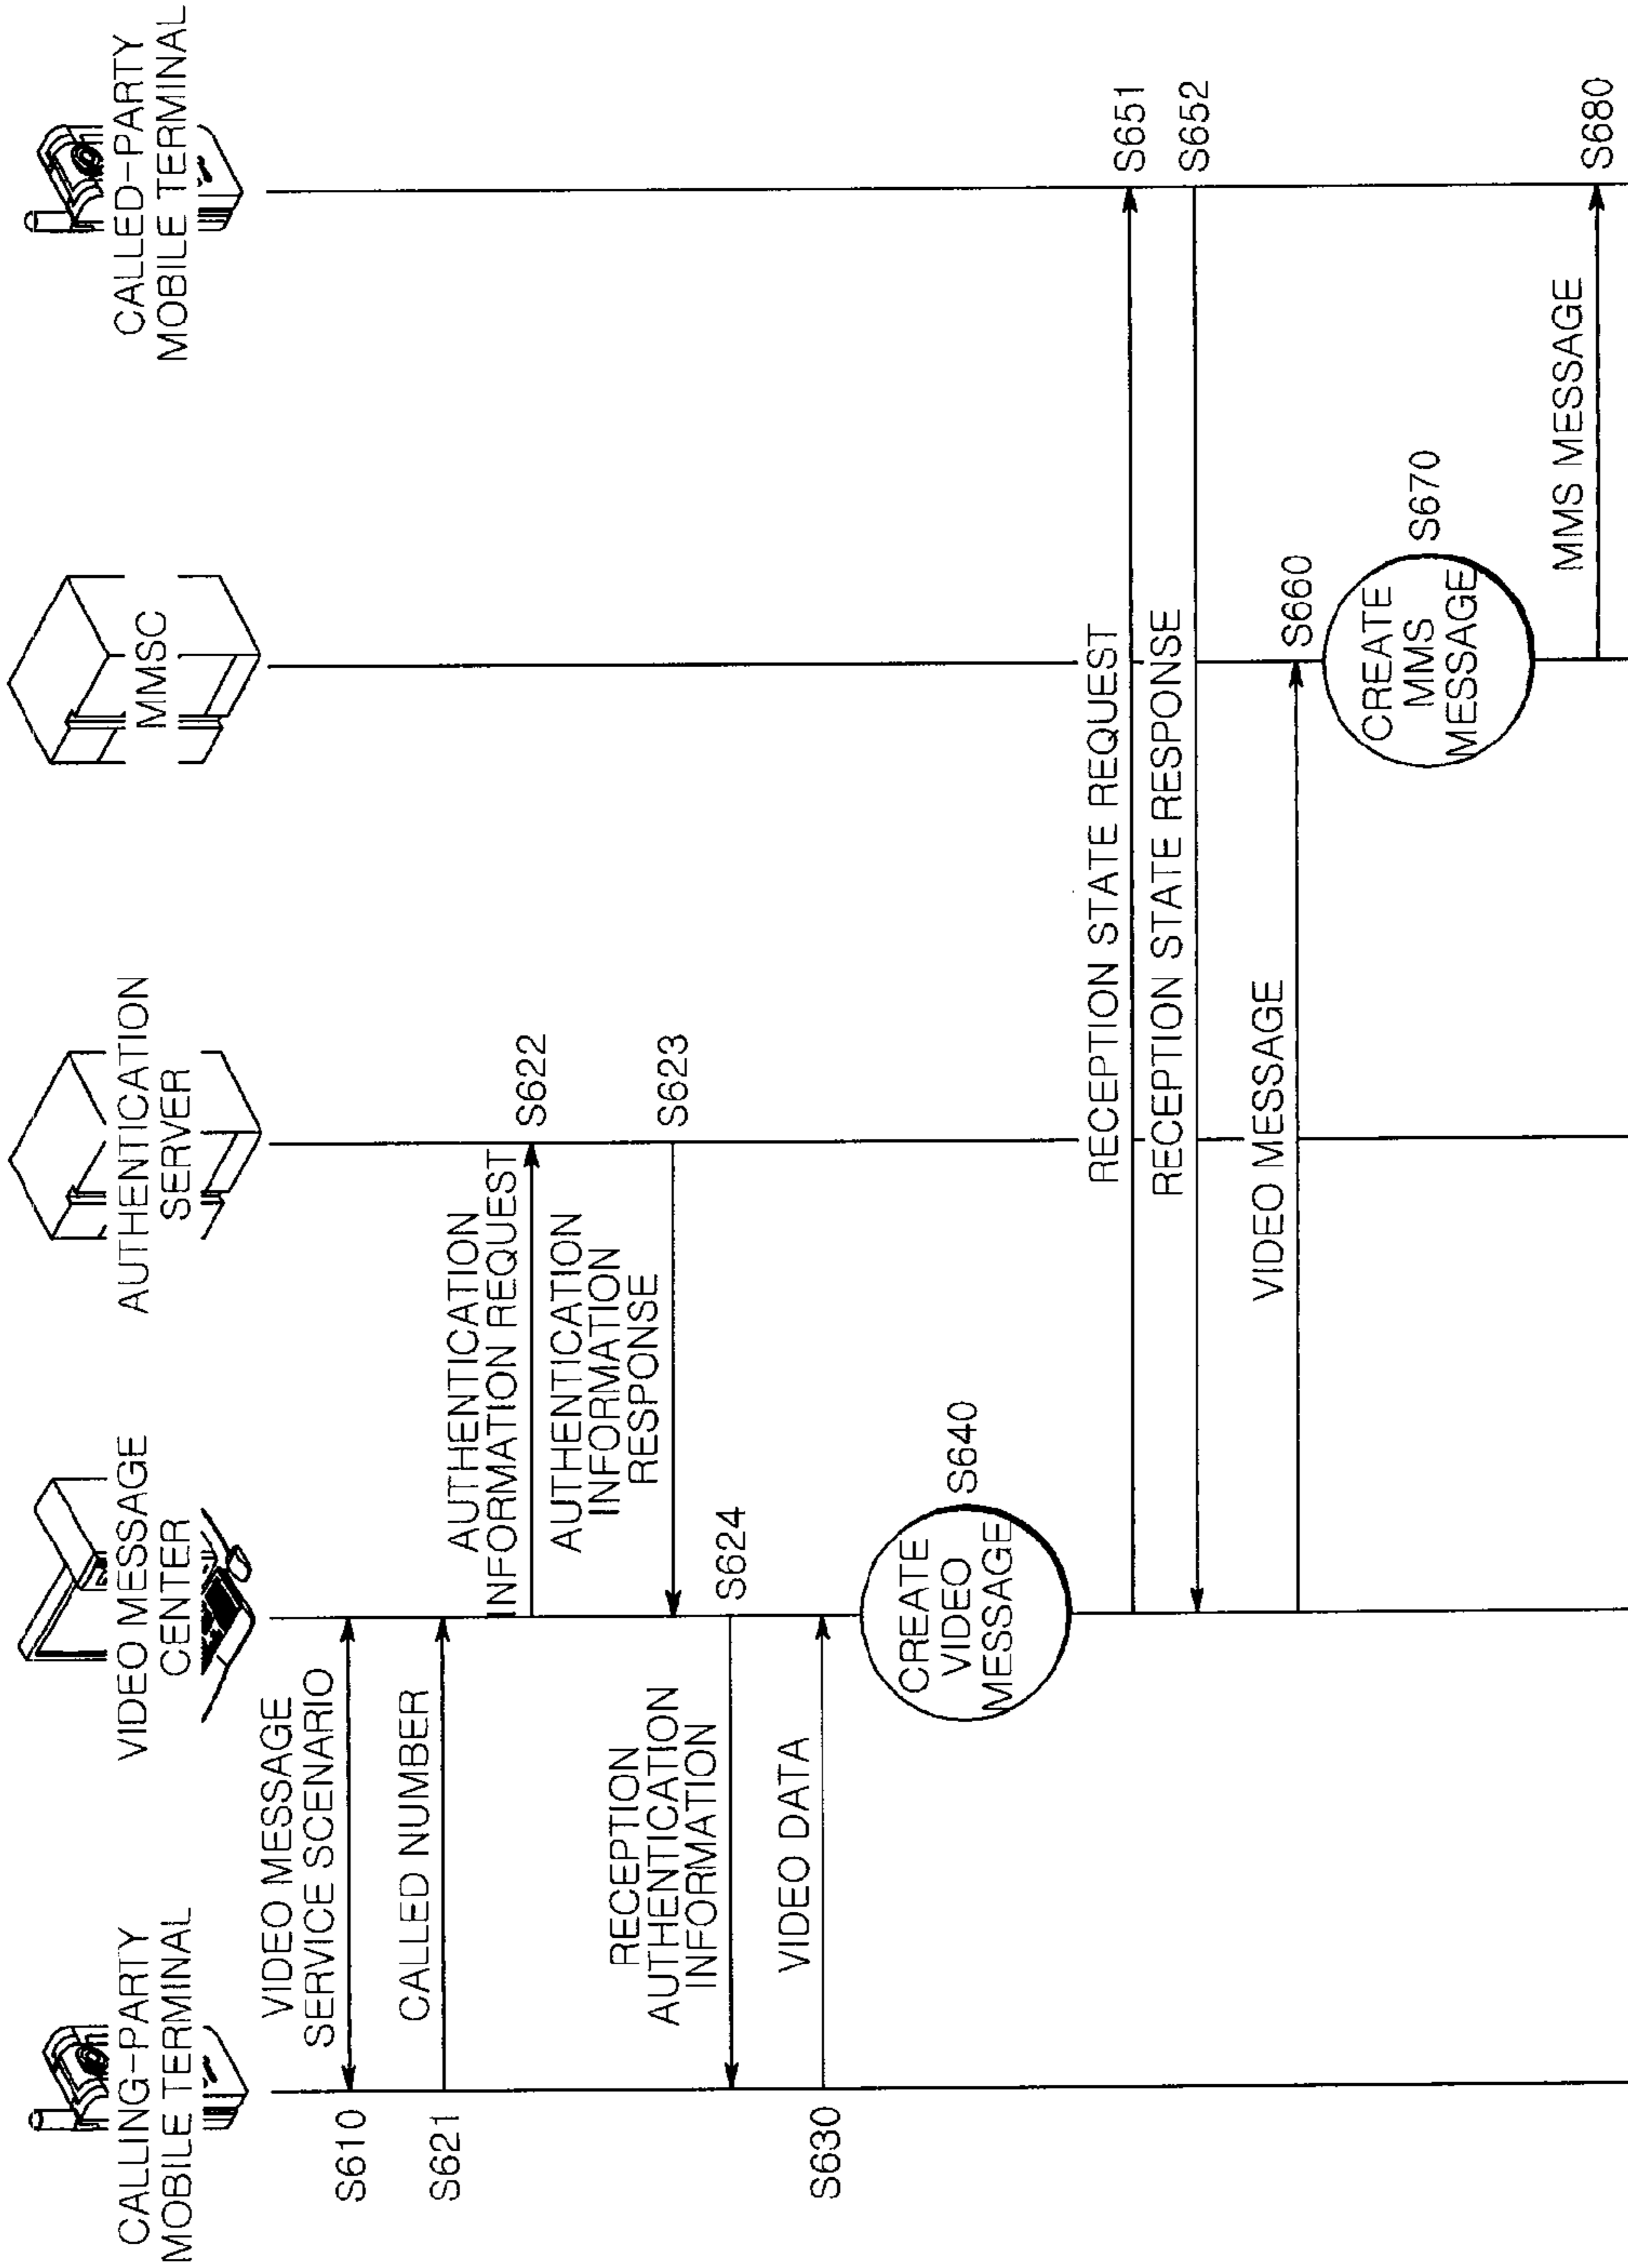 CALLING-PARTY
MOBILE TERMINAL
VIDEO MESSAGE
CENTER
AUTHENTICATION
SERVER
MMSC
CALLED-PARTY
MOBILE TERMINAL
VIDEO MESSAGE
SERVICE SCENARIO
S610
CALLED NUMBER
S621
AUTHENTICATION
INFORMATION REQUEST
S622
AUTHENTICATION
INFORMATION
RESPONSE
S623
RECEPTION
AUTHENTICATION
INFORMATION
S624
VIDEO DATA
S630
CREATE
VIDEO
MESSAGE
S640
RECEPTION STATE REQUEST
S651
RECEPTION STATE RESPONSE
S652
VIDEO MESSAGE
S660
CREATE
MMS
MESSAGE
S670
MMS MESSAGE
S680